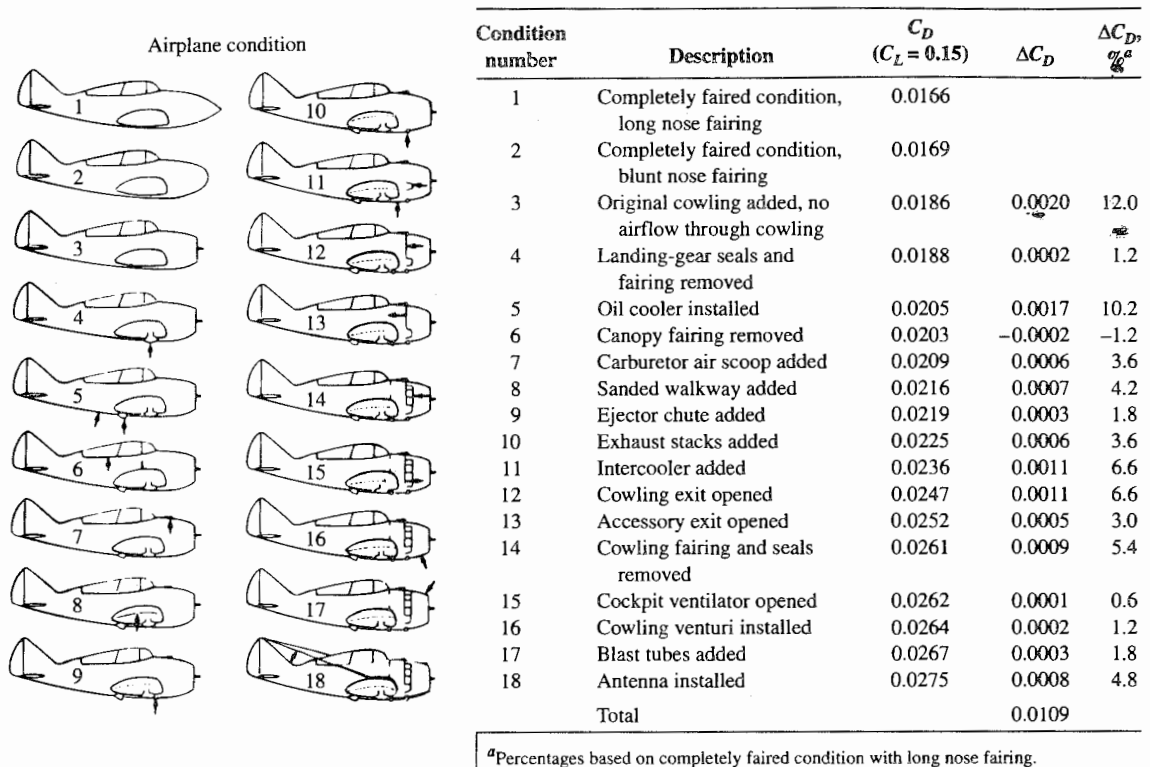 Airplane condition
1
2
3
4
5
6
7
8
9
10
11
12
13
14
15
16
17
18
Condition number Description C_D (C_L = 0.15) ΔC_D ΔC_D, %^a
1 Completely faired condition, 0.0166
long nose fairing
2 Completely faired condition, 0.0169
blunt nose fairing
3 Original cowling added, no 0.0186 0.0020 12.0
airflow through cowling
4 Landing-gear seals and 0.0188 0.0002 1.2
fairing removed
5 Oil cooler installed 0.0205 0.0017 10.2
6 Canopy fairing removed 0.0203 −0.0002 −1.2
7 Carburetor air scoop added 0.0209 0.0006 3.6
8 Sanded walkway added 0.0216 0.0007 4.2
9 Ejector chute added 0.0219 0.0003 1.8
10 Exhaust stacks added 0.0225 0.0006 3.6
11 Intercooler added 0.0236 0.0011 6.6
12 Cowling exit opened 0.0247 0.0011 6.6
13 Accessory exit opened 0.0252 0.0005 3.0
14 Cowling fairing and seals 0.0261 0.0009 5.4
removed
15 Cockpit ventilator opened 0.0262 0.0001 0.6
16 Cowling venturi installed 0.0264 0.0002 1.2
17 Blast tubes added 0.0267 0.0003 1.8
18 Antenna installed 0.0275 0.0008 4.8
Total 0.0109
^aPercentages based on completely faired condition with long nose fairing.